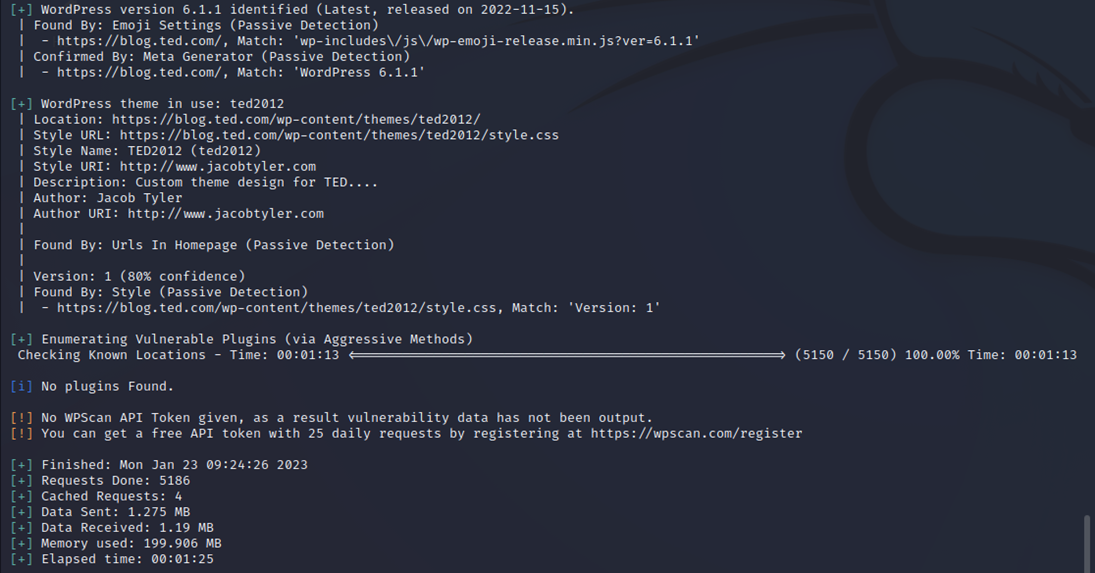 [+] WordPress version 6.1.1 identified (Latest, released on 2022-11-15).
| Found By: Emoji Settings (Passive Detection)
|  - https://blog.ted.com/, Match: 'wp-includes\/js\/wp-emoji-release.min.js?ver=6.1.1'
| Confirmed By: Meta Generator (Passive Detection)
|  - https://blog.ted.com/, Match: 'WordPress 6.1.1'
[+] WordPress theme in use: ted2012
| Location: https://blog.ted.com/wp-content/themes/ted2012/
| Style URL: https://blog.ted.com/wp-content/themes/ted2012/style.css
| Style Name: TED2012 (ted2012)
| Style URI: http://www.jacobtyler.com
| Description: Custom theme design for TED....
| Author: Jacob Tyler
| Author URI: http://www.jacobtyler.com
|
| Found By: Urls In Homepage (Passive Detection)
|
| Version: 1 (80% confidence)
| Found By: Style (Passive Detection)
|  - https://blog.ted.com/wp-content/themes/ted2012/style.css, Match: 'Version: 1'
[+] Enumerating Vulnerable Plugins (via Aggressive Methods)
Checking Known Locations - Time: 00:01:13 <======================================================> (5150 / 5150) 100.00% Time: 00:01:13
[i] No plugins Found.
[!] No WPScan API Token given, as a result vulnerability data has not been output.
[!] You can get a free API token with 25 daily requests by registering at https://wpscan.com/register
[+] Finished: Mon Jan 23 09:24:26 2023
[+] Requests Done: 5186
[+] Cached Requests: 4
[+] Data Sent: 1.275 MB
[+] Data Received: 1.19 MB
[+] Memory used: 199.906 MB
[+] Elapsed time: 00:01:25